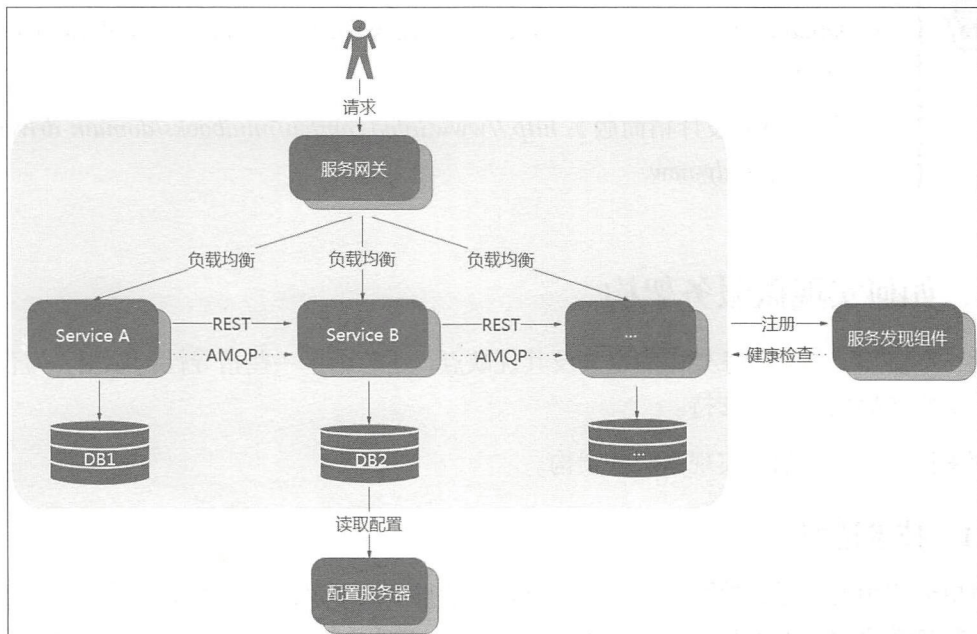 请求
服务网关
负载均衡 负载均衡 负载均衡
Service A REST Service B REST ... 注册 服务发现组件
AMQP AMQP 健康检查
DB1 DB2 ...
读取配置
配置服务器